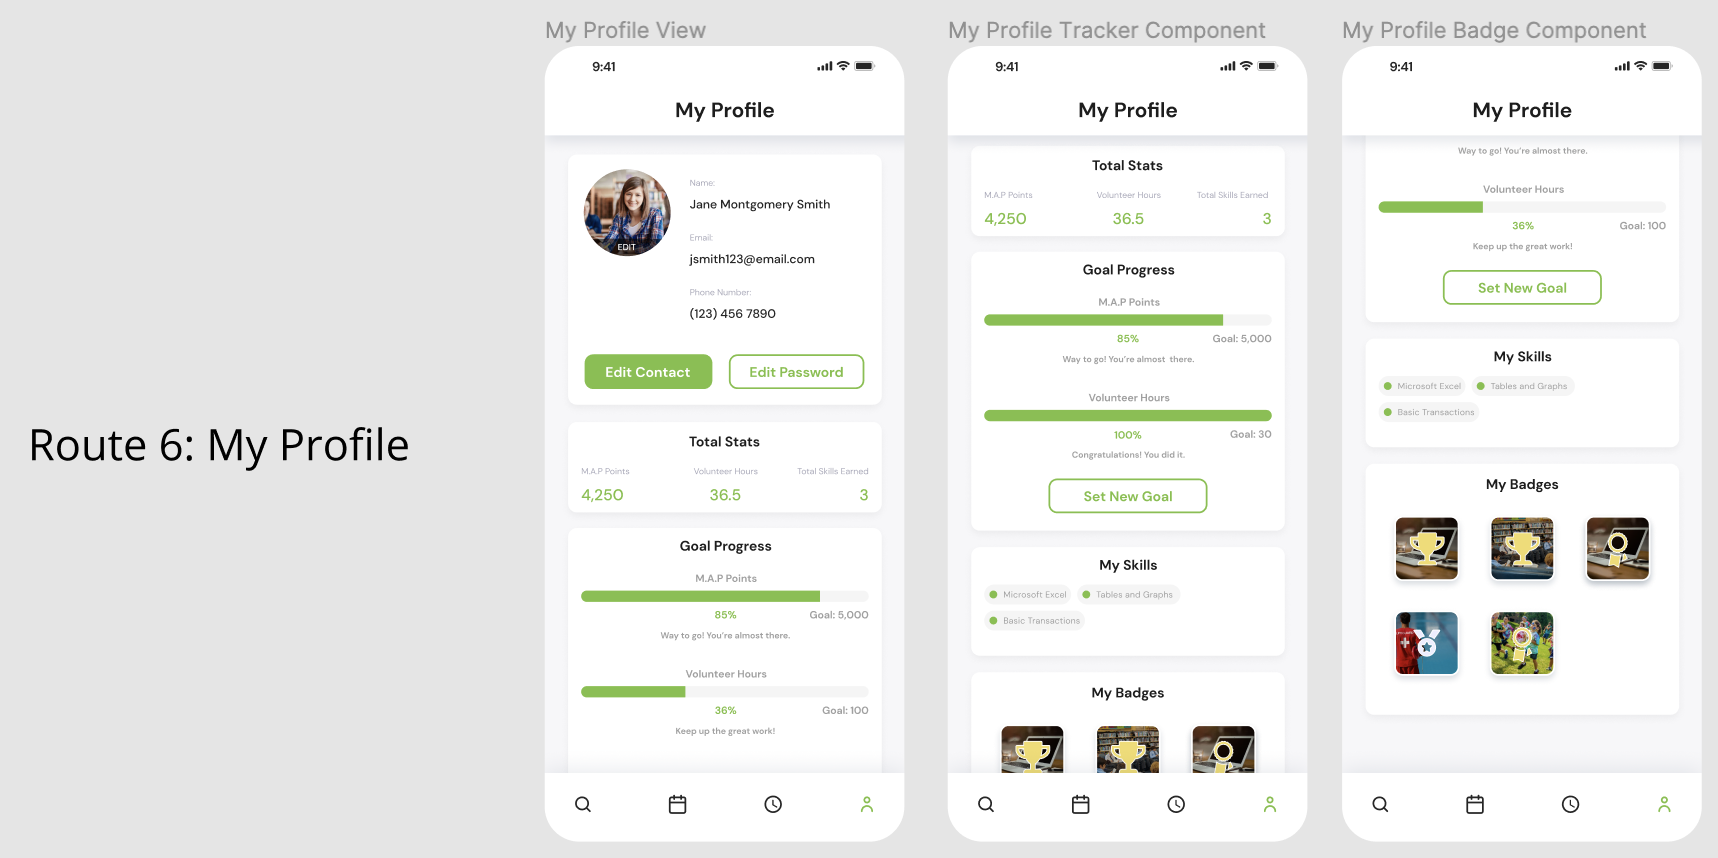 Route 6: My Profile
My Profile View
9:41
My Profile
EDIT
Name:
Jane Montgomery Smith
Email:
jsmith123@email.com
Phone Number:
(123) 456 7890
Edit Contact
Edit Password
Total Stats
M.A.P Points Volunteer Hours Total Skills Earned
4,250 36.5 3
Goal Progress
M.A.P Points
85% Goal: 5,000
Way to go! You're almost there.
Volunteer Hours
36% Goal: 100
Keep up the great work!
My Profile Tracker Component
9:41
My Profile
Total Stats
M.A.P Points Volunteer Hours Total Skills Earned
4,250 36.5 3
Goal Progress
M.A.P Points
85% Goal: 5,000
Way to go! You're almost there.
Volunteer Hours
100% Goal: 30
Congratulations! You did it.
Set New Goal
My Skills
Microsoft Excel Tables and Graphs
Basic Transactions
My Badges
My Profile Badge Component
9:41
My Profile
Way to go! You're almost there.
Volunteer Hours
36% Goal: 100
Keep up the great work!
Set New Goal
My Skills
Microsoft Excel Tables and Graphs
Basic Transactions
My Badges